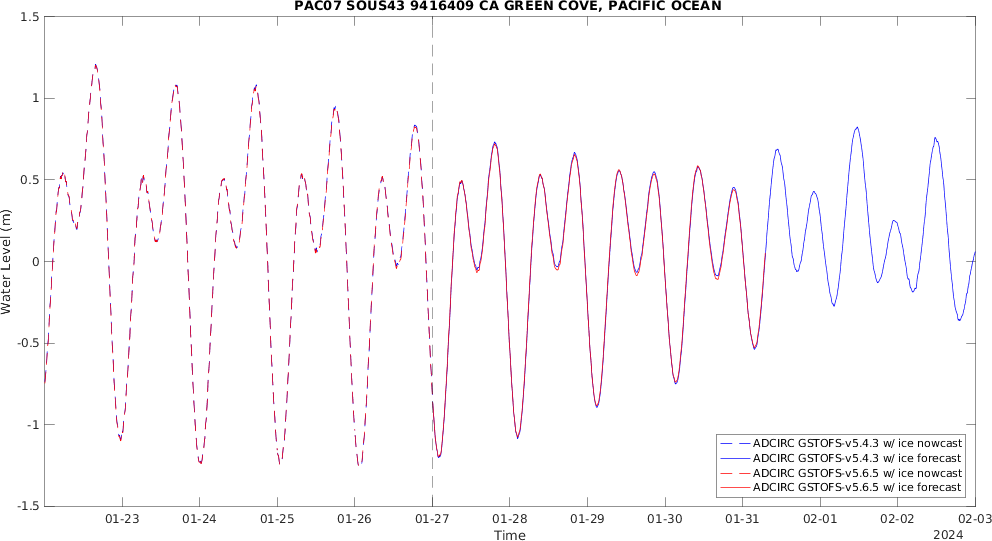 PAC07 SOUS43 9416409 CA GREEN COVE, PACIFIC OCEAN
Water Level (m)
1.5
1
0.5
0
-0.5
-1
-1.5
ADCIRC GSTOFS-v5.4.3 w/ ice nowcast
ADCIRC GSTOFS-v5.4.3 w/ ice forecast
ADCIRC GSTOFS-v5.6.5 w/ ice nowcast
ADCIRC GSTOFS-v5.6.5 w/ ice forecast
01-23 01-24 01-25 01-26 01-27 01-28 01-29 01-30 01-31 02-01 02-02 02-03
Time
2024